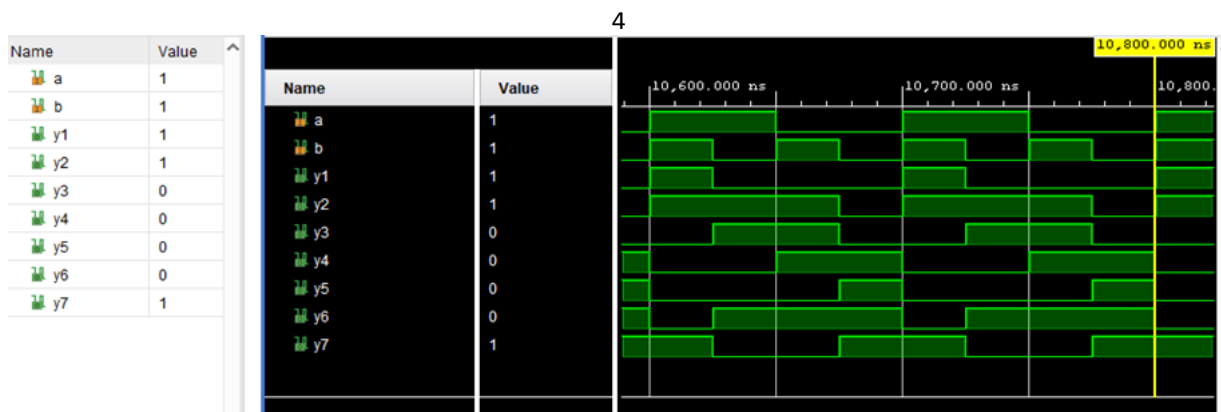 4
Name Value
a 1
b 1
y1 1
y2 1
y3 0
y4 0
y5 0
y6 0
y7 1
10,800.000 ns
Name Value
10,600.000 ns 10,700.000 ns 10,800.
a 1
b 1
y1 1
y2 1
y3 0
y4 0
y5 0
y6 0
y7 1